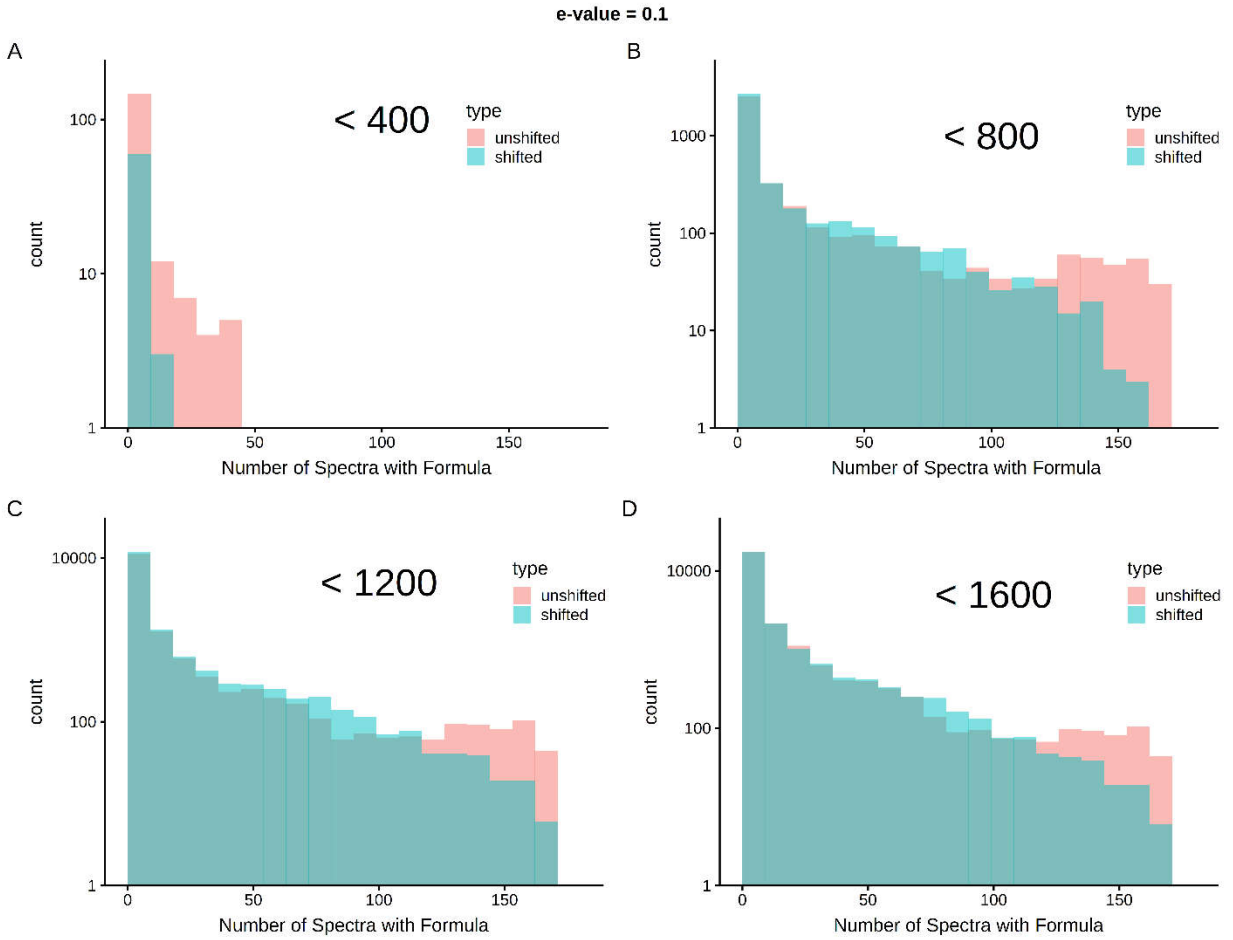 e-value = 0.1
A
< 400
type
unshifted
shifted
100
10
1
count
0 50 100 150
Number of Spectra with Formula
B
< 800
type
unshifted
shifted
1000
100
10
1
count
0 50 100 150
Number of Spectra with Formula
C
< 1200
type
unshifted
shifted
10000
100
1
count
0 50 100 150
Number of Spectra with Formula
D
< 1600
type
unshifted
shifted
10000
100
1
count
0 50 100 150
Number of Spectra with Formula